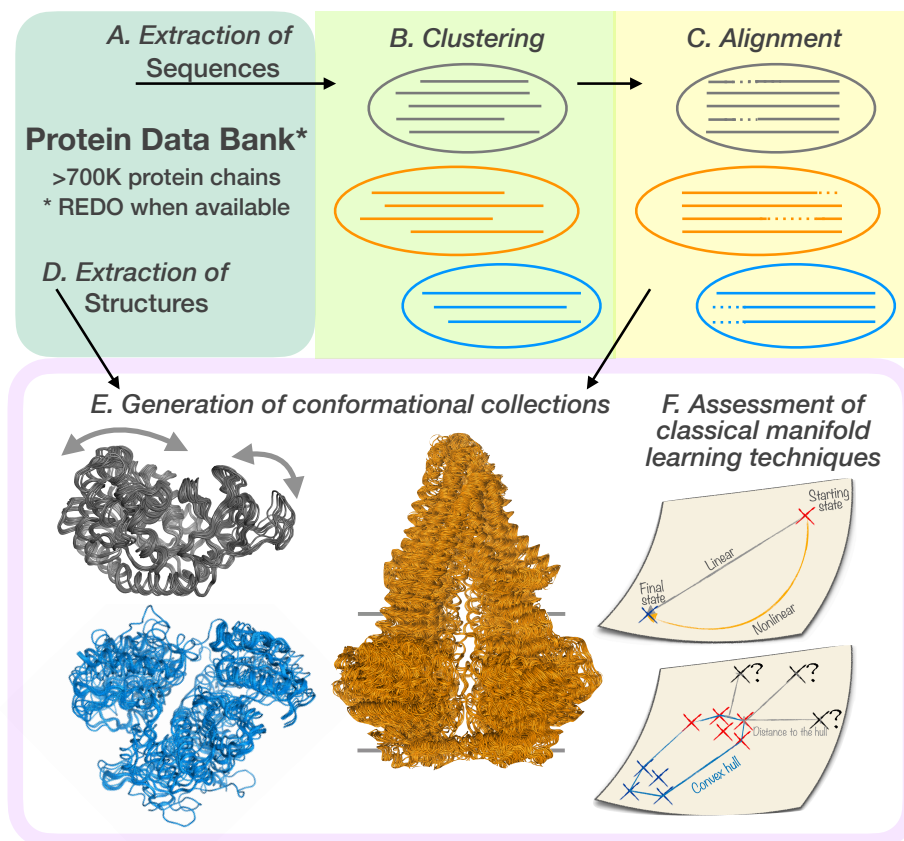 A. Extraction of
Sequences
B. Clustering
C. Alignment
Protein Data Bank*
>700K protein chains
* REDO when available
D. Extraction of
Structures
E. Generation of conformational collections
F. Assessment of
classical manifold
learning techniques
Starting
state
Linear
Final
state
Nonlinear
?
?
?
Distance to the hull
Convex hull